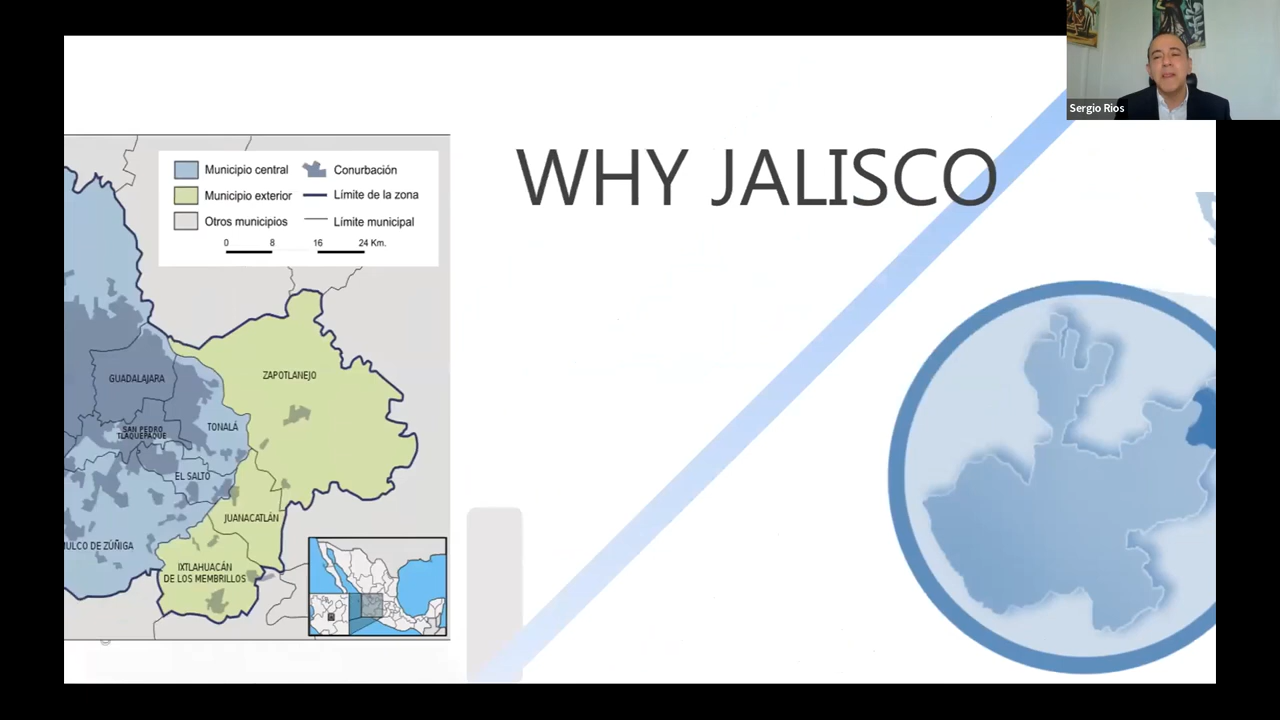 Sergio Rios
WHY JALISCO
Municipio central
Conurbación
Municipio exterior
Límite de la zona
Otros municipios
Límite municipal
0 8 16 24 Km.
ZAPOTLANEJO
GUADALAJARA
TONALÁ
SAN PEDRO
TLAQUEPAQUE
EL SALTO
JUANACATLÁN
MULCO DE ZÚÑIGA
IXTLAHUACÁN
DE LOS MEMBRILLOS